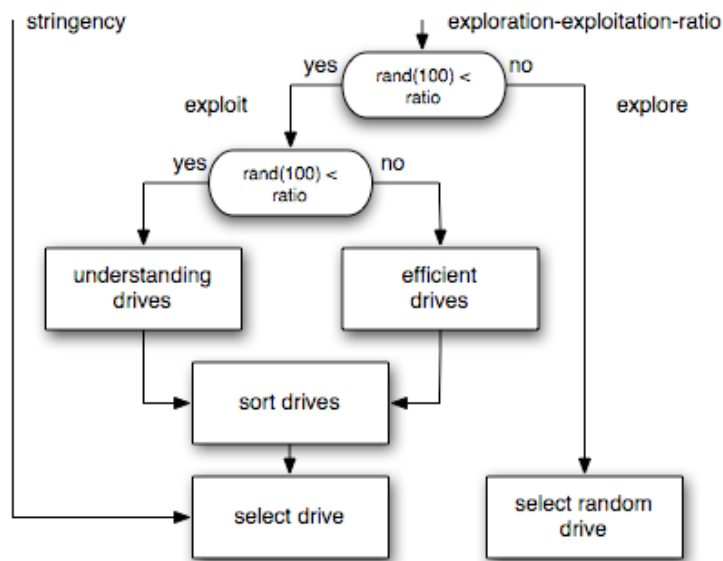 stringency
exploration-exploitation-ratio
yes
rand(100) <
ratio
no
exploit
explore
yes
rand(100) <
ratio
no
understanding
drives
efficient
drives
sort drives
select drive
select random
drive